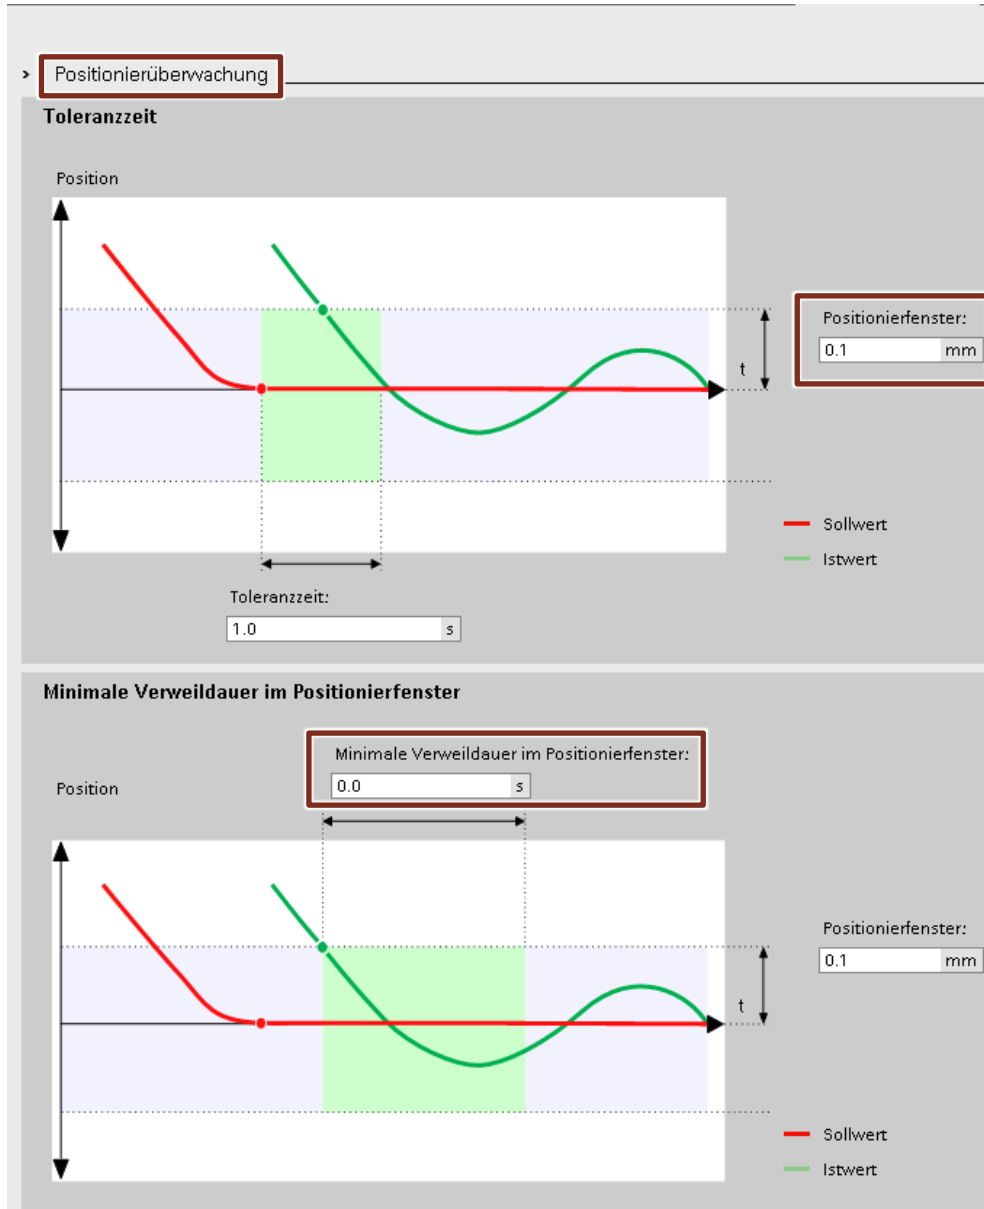 Positionierüberwachung
Toleranzzeit
Position
Positionierfenster:
0.1 mm
t
Sollwert
Istwert
Toleranzzeit:
1.0 s
Minimale Verweildauer im Positionierfenster
Minimale Verweildauer im Positionierfenster:
0.0 s
Position
Positionierfenster:
0.1 mm
t
Sollwert
Istwert